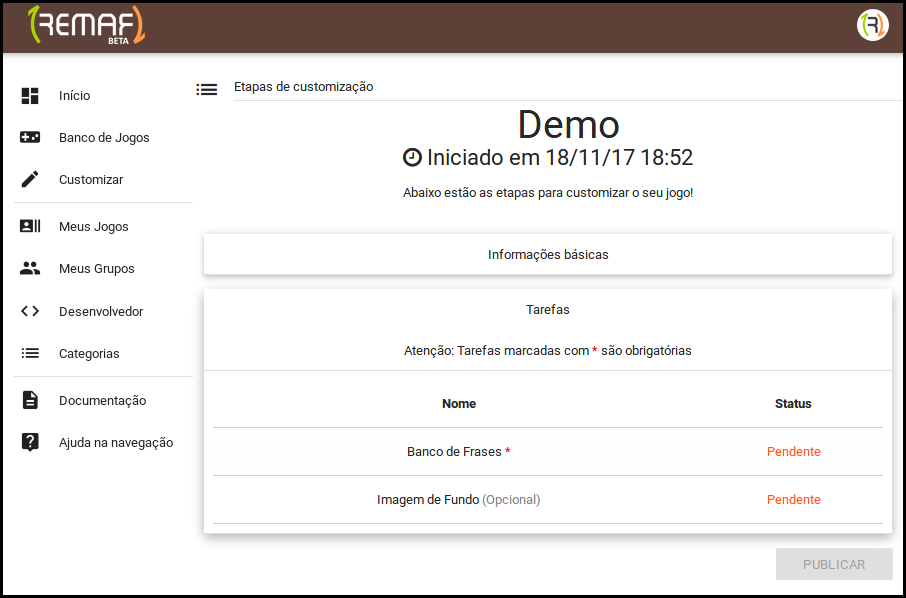 REMAF
BETA
R
Início
Banco de Jogos
Customizar
Meus Jogos
Meus Grupos
Desenvolvedor
Categorias
Documentação
Ajuda na navegação
Etapas de customização
Demo
Iniciado em 18/11/17 18:52
Abaixo estão as etapas para customizar o seu jogo!
Informações básicas
Tarefas
Atenção: Tarefas marcadas com * são obrigatórias
Nome Status
Banco de Frases * Pendente
Imagem de Fundo (Opcional) Pendente
PUBLICAR